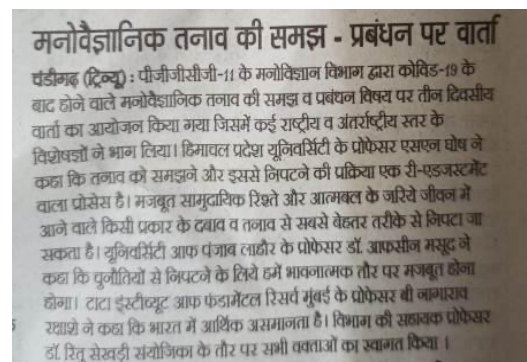 मनोवैज्ञानिक तनाव की समझ - प्रबंधन पर वार्ता
चंडीगढ़ (ट्रिब्यू) : पीजीजीसीजी-11 के मनोविज्ञान विभाग द्वारा कोविड-19 के
बाद होने वाले मनोवैज्ञानिक तनाव की समझ व प्रबंधन विषय पर तीन दिवसीय
वार्ता का आयोजन किया गया जिसमें कई राष्ट्रीय व अंतर्राष्ट्रीय स्तर के
विशेषज्ञों ने भाग लिया। हिमाचल प्रदेश यूनिवर्सिटी के प्रोफेसर एसएन घोष ने
कहा कि तनाव को समझने और इससे निपटने की प्रक्रिया एक री-एडजस्टमेंट
वाला प्रोसेस है। मजबूत सामुदायिक रिश्ते और आत्मबल के जरिये जीवन में
आने वाले किसी प्रकार के दबाव व तनाव से सबसे बेहतर तरीके से निपटा जा
सकता है। यूनिवर्सिटी आफ पंजाब लाहौर के प्रोफेसर डॉ. आफसीन मसूद ने
कहा कि चुनौतियों से निपटने के लिये हमें भावनात्मक तौर पर मजबूत होना
होगा। टाटा इंस्टीच्यूट आफ फंडामेंटल रिसर्च मुंबई के प्रोफेसर बी नागाराव
रक्षाशे ने कहा कि भारत में आर्थिक असमानता है। विभाग की सहायक प्रोफेसर
डॉ. रितु सेखड़ी संयोजिका के तौर पर सभी वक्ताओं का स्वागत किया ।